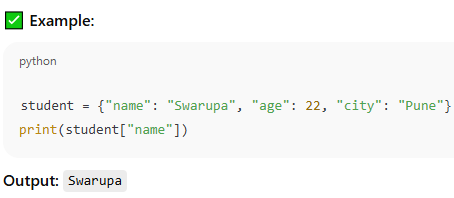 ✅ Example:
python
student = {"name": "Swarupa", "age": 22, "city": "Pune"}
print(student["name"])
Output: Swarupa